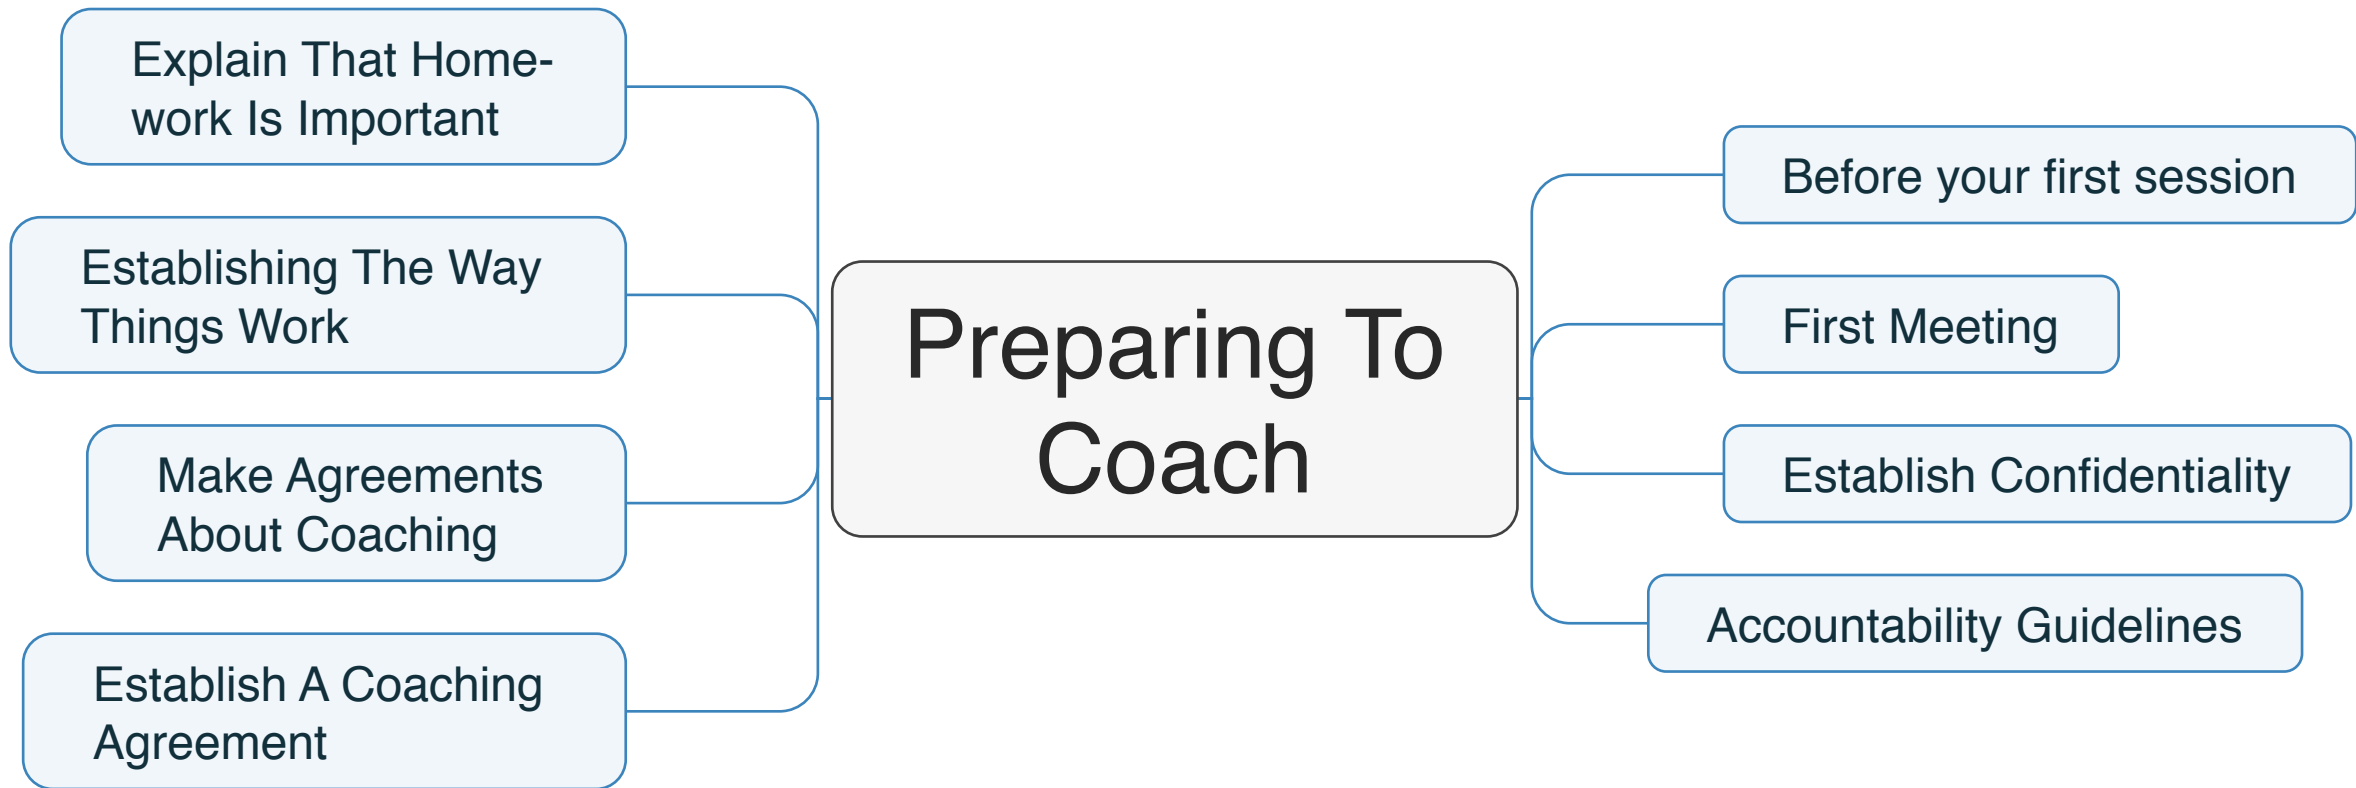 Explain That Home-
work Is Important
Establishing The Way
Things Work
Make Agreements
About Coaching
Establish A Coaching
Agreement
Preparing To
Coach
Before your first session
First Meeting
Establish Confidentiality
Accountability Guidelines